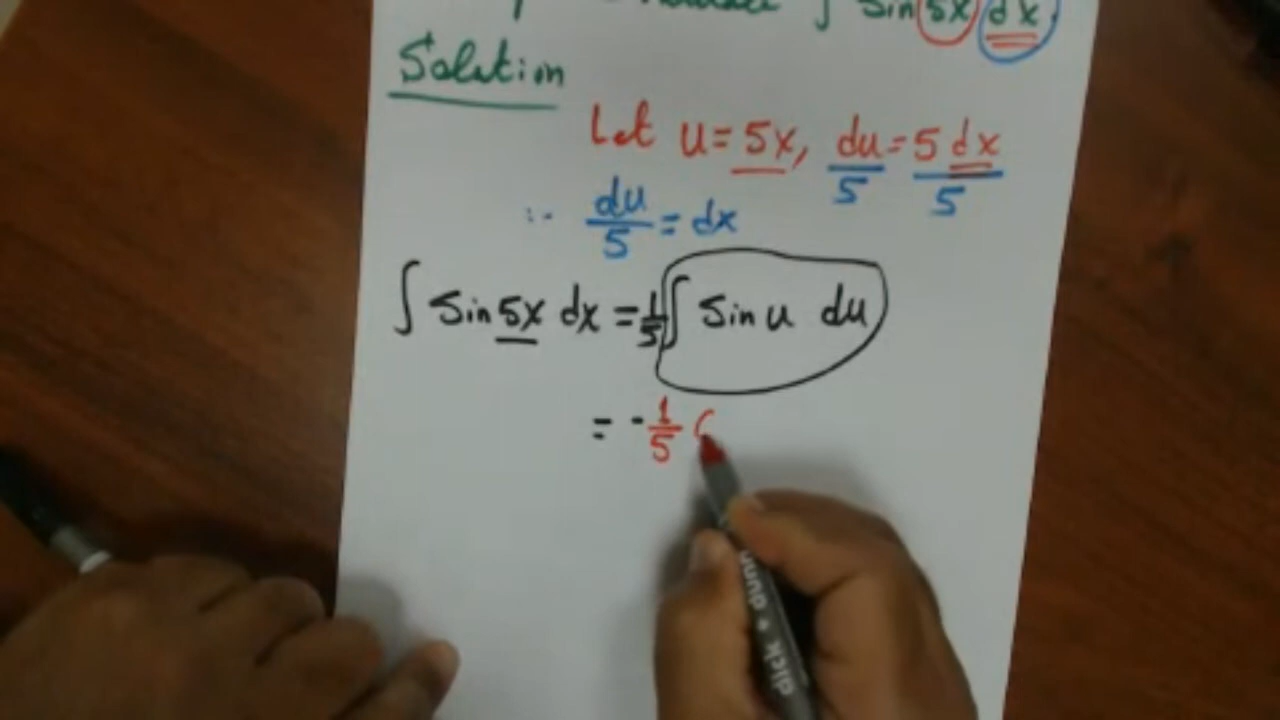 ∫ sin 5x dx
Solution
Let u = 5x, du/5 = 5 dx/5
∴ du/5 = dx
∫ sin 5x dx = 1/5 ∫ sin u du
= - 1/5 C